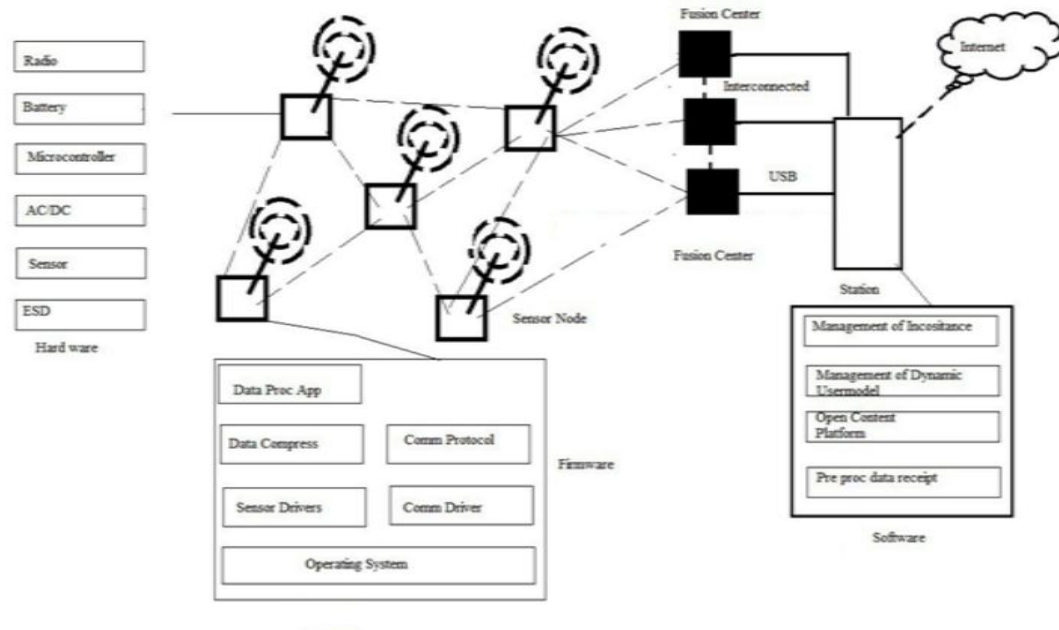 Fusion Center
Internet
Radio
Interconnected
Battery
Microcontroller
USB
AC/DC
Fusion Center
Sensor
Station
ESD
Sensor Node
Hard ware
Management of Incositance
Management of Dynamic
Usermodel
Data Proc App
Open Content
Platform
Data Compress
Comm Protocol
Firmware
Pre proc data receipt
Sensor Drivers
Comm Driver
Software
Operating System